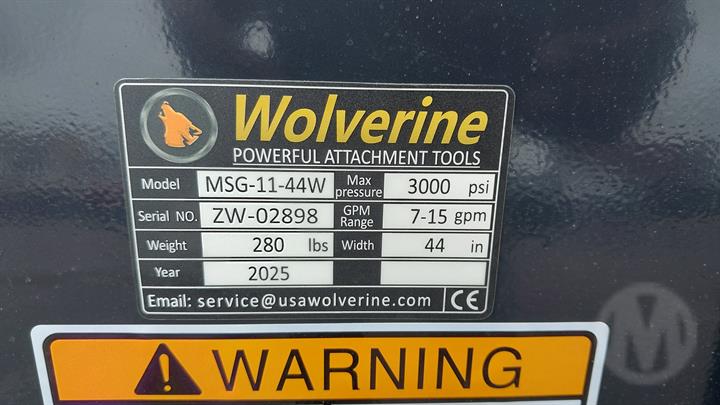 Wolverine
POWERFUL ATTACHMENT TOOLS
Model MSG-11-44W Max pressure 3000 psi
Serial NO. ZW-02898 GPM Range 7-15 gpm
Weight 280 lbs Width 44 in
Year 2025
Email: service@usawolverine.com CE
WARNING
M